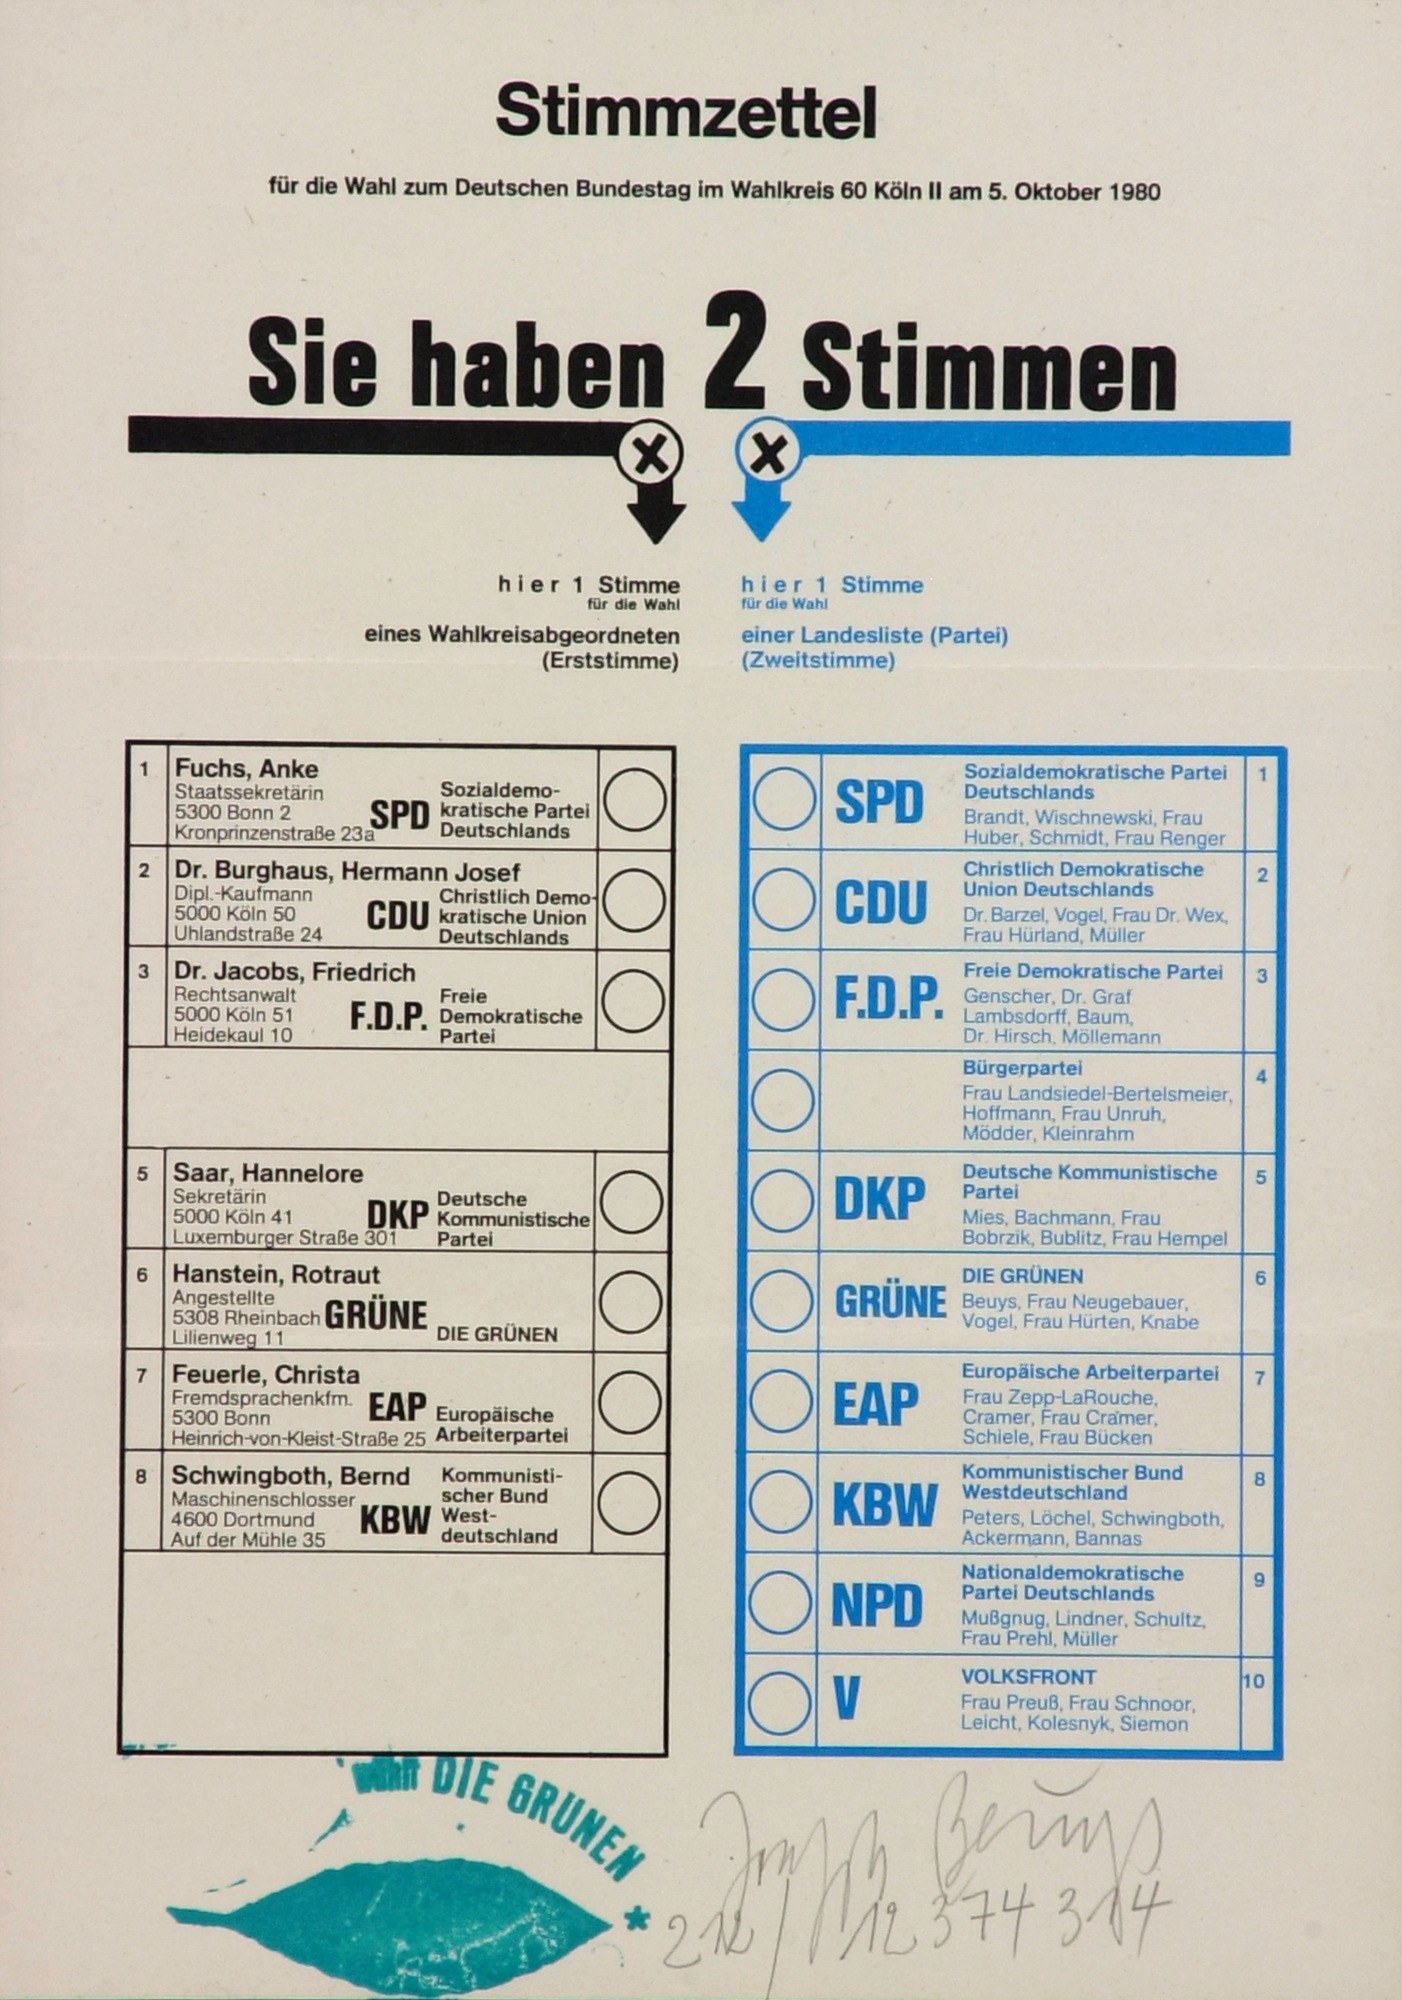 Stimmzettel
für die Wahl zum Deutschen Bundestag im Wahlkreis 60 Köln II am 5. Oktober 1980
Sie haben 2 Stimmen
hier 1 Stimme
für die Wahl
eines Wahlkreisabgeordneten
(Erststimme)
hier 1 Stimme
für die Wahl
einer Landesliste (Partei)
(Zweitstimme)
1 Fuchs, Anke
Staatssekretärin
5300 Bonn 2
Kronprinzenstraße 23a
SPD
Sozialdemo-
kratische Partei
Deutschlands
2 Dr. Burghaus, Hermann Josef
Dipl.-Kaufmann
5000 Köln 50
Uhlandstraße 24
CDU
Christlich Demo-
kratische Union
Deutschlands
3 Dr. Jacobs, Friedrich
Rechtsanwalt
5000 Köln 51
Heidekaul 10
F.D.P.
Freie
Demokratische
Partei
5 Saar, Hannelore
Sekretärin
5000 Köln 41
Luxemburger Straße 301
DKP
Deutsche
Kommunistische
Partei
6 Hanstein, Rotraut
Angestellte
5308 Rheinbach
Lilienweg 11
GRÜNE
DIE GRÜNEN
7 Feuerle, Christa
Fremdsprachenkfm.
5300 Bonn
Heinrich-von-Kleist-Straße 25
EAP
Europäische
Arbeiterpartei
8 Schwingboth, Bernd
Maschinenschlosser
4600 Dortmund
Auf der Mühle 35
KBW
Kommunisti-
scher Bund
West-
deutschland
SPD
Sozialdemokratische Partei 1
Deutschlands
Brandt, Wischnewski, Frau
Huber, Schmidt, Frau Renger
CDU
Christlich Demokratische 2
Union Deutschlands
Dr. Barzel, Vogel, Frau Dr. Wex,
Frau Hürland, Müller
F.D.P.
Freie Demokratische Partei 3
Genscher, Dr. Graf
Lambsdorff, Baum,
Dr. Hirsch, Möllemann
Bürgerpartei 4
Frau Landsiedel-Bertelsmeier,
Hoffmann, Frau Unruh,
Mödder, Kleinrahm
DKP
Deutsche Kommunistische 5
Partei
Mies, Bachmann, Frau
Bobrzik, Bublitz, Frau Hempel
GRÜNE
DIE GRÜNEN 6
Beuys, Frau Neugebauer,
Vogel, Frau Hürten, Knabe
EAP
Europäische Arbeiterpartei 7
Frau Zepp-LaRouche,
Cramer, Frau Cramer,
Schiele, Frau Bücken
KBW
Kommunistischer Bund 8
Westdeutschland
Peters, Löchel, Schwingboth,
Ackermann, Bannas
NPD
Nationaldemokratische 9
Partei Deutschlands
Mußgnug, Lindner, Schultz,
Frau Prehl, Müller
V
VOLKSFRONT 10
Frau Preuß, Frau Schnoor,
Leicht, Kolesnyk, Siemon
wählt DIE GRÜNEN *
Joseph Beuys